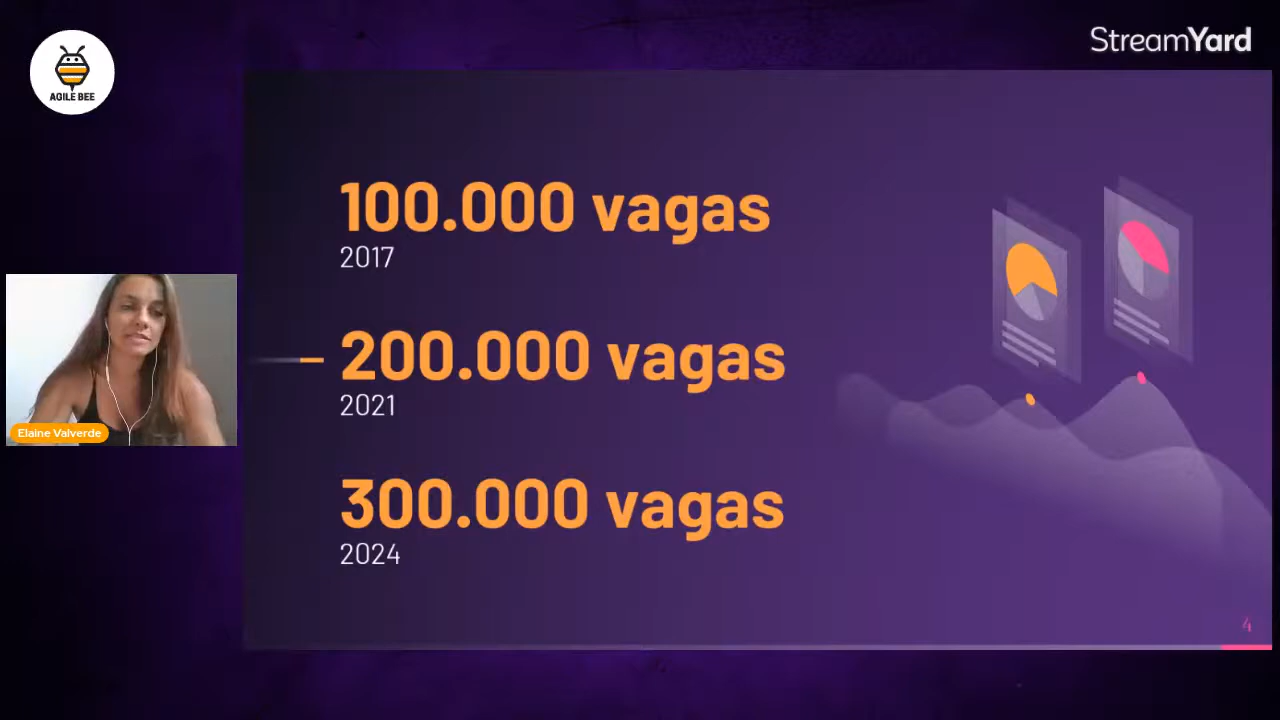 AGILE BEE
StreamYard
100.000 vagas
2017
200.000 vagas
2021
300.000 vagas
2024
Elaine Valverde
4